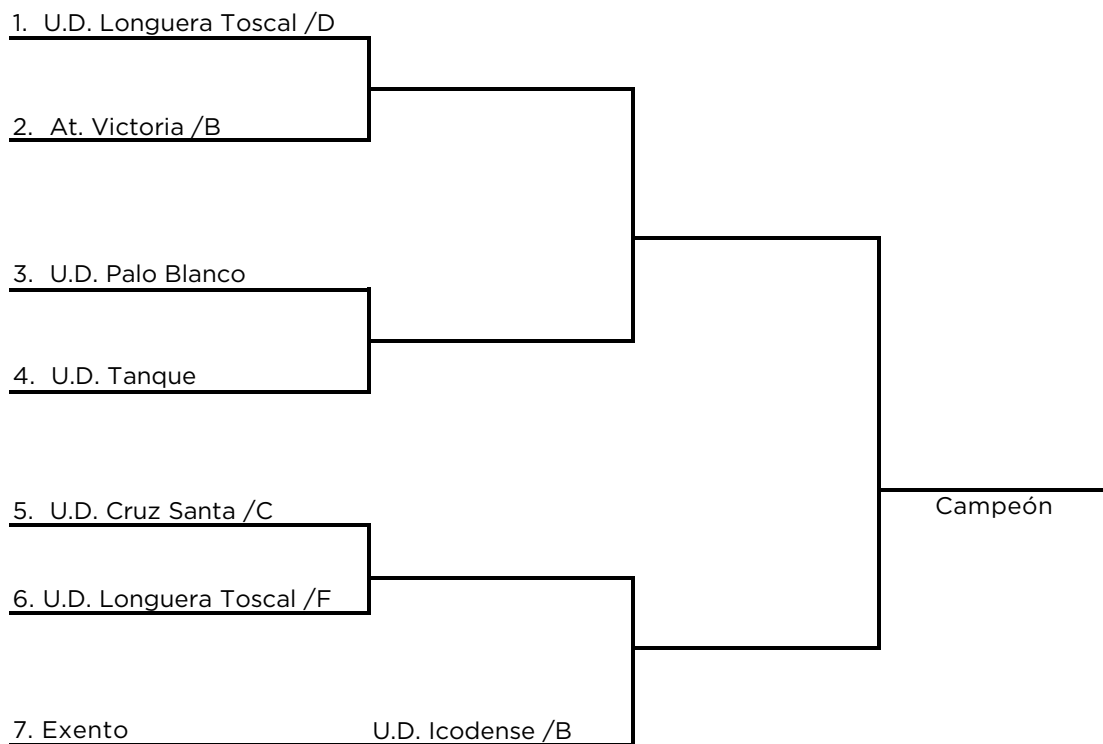 1.  U.D. Longuera Toscal /D
2.  At. Victoria /B
3.  U.D. Palo Blanco
4.  U.D. Tanque
5.  U.D. Cruz Santa /C
Campeón
6. U.D. Longuera Toscal /F
7. Exento
U.D. Icodense /B